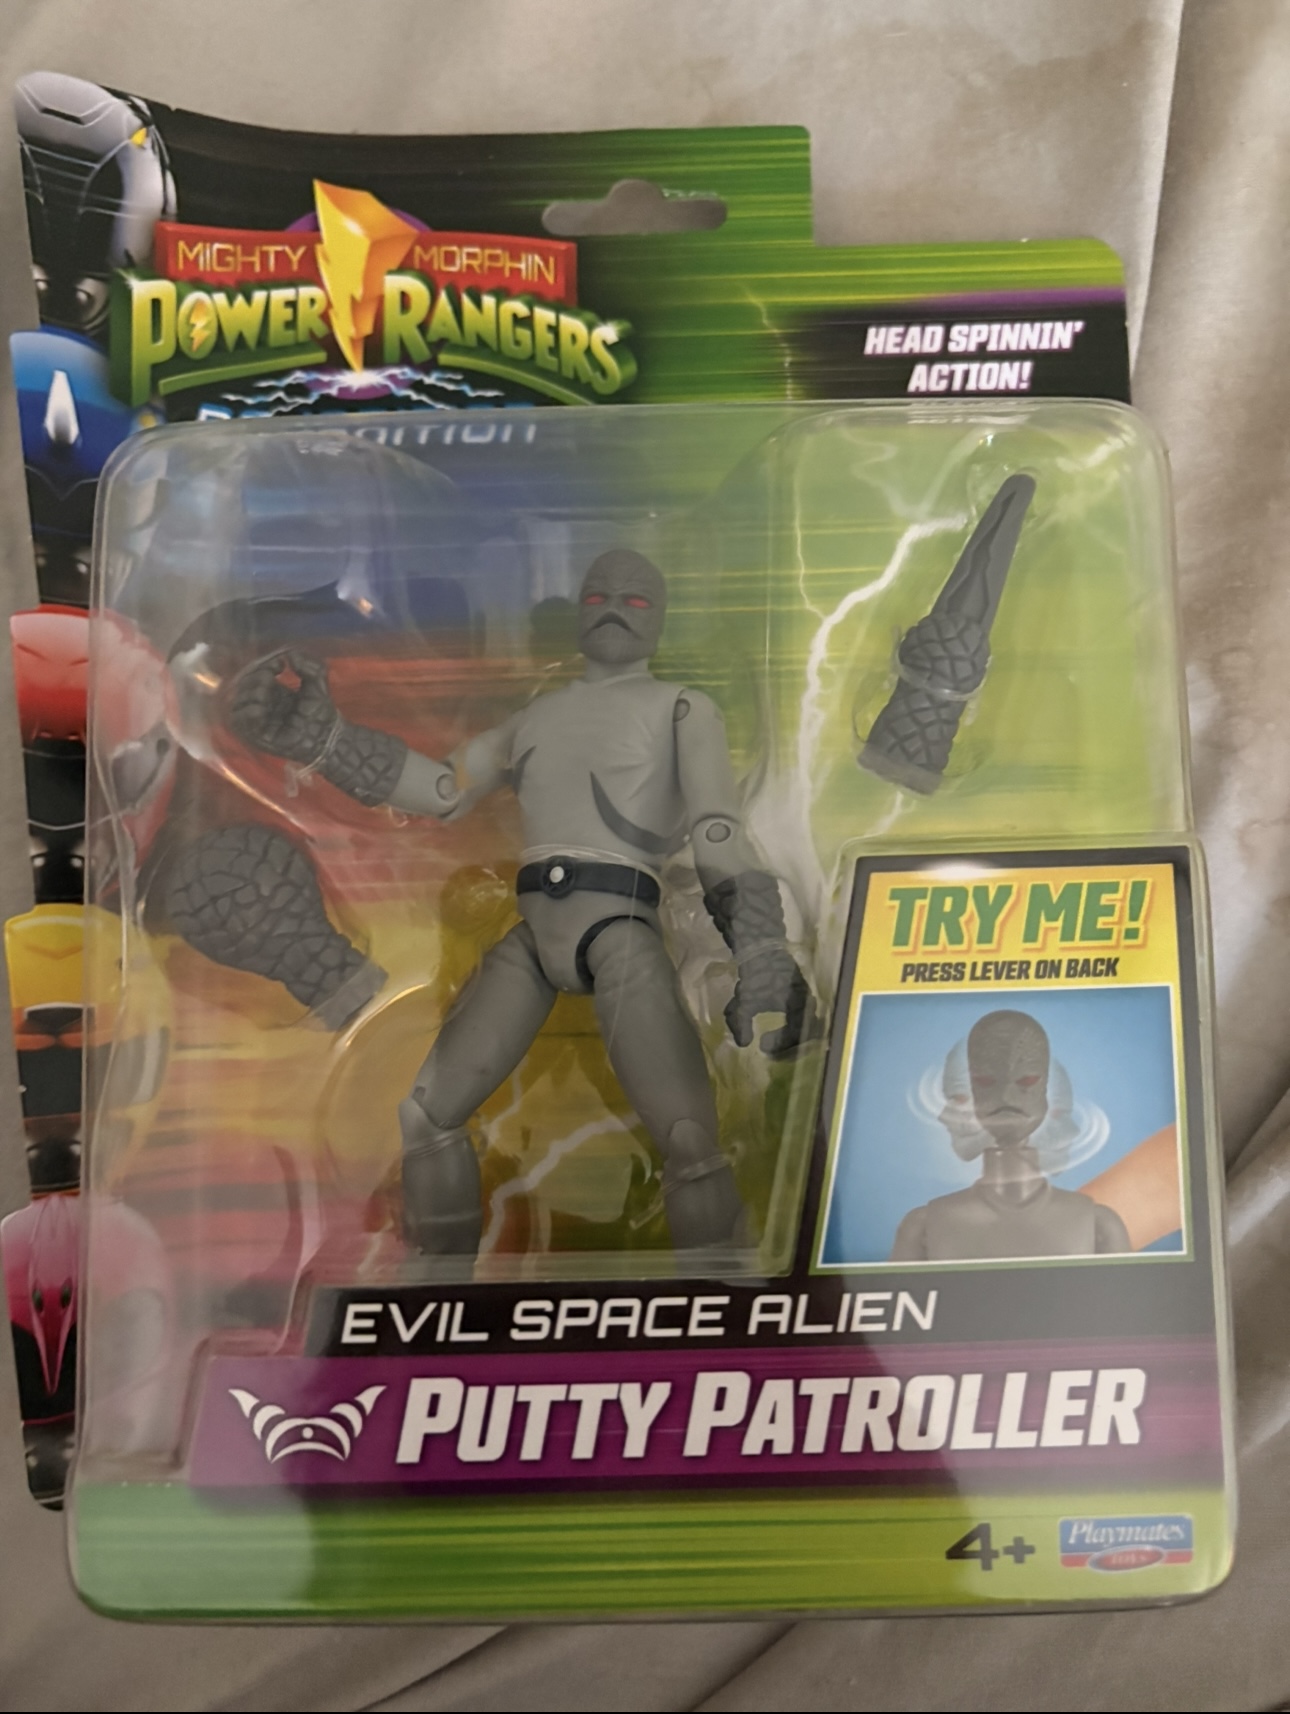 MIGHTY MORPHIN
POWER RANGERS
HEAD SPINNIN'
ACTION!
TRY ME!
PRESS LEVER ON BACK
EVIL SPACE ALIEN
PUTTY PATROLLER
4+
Playmates
TOYS